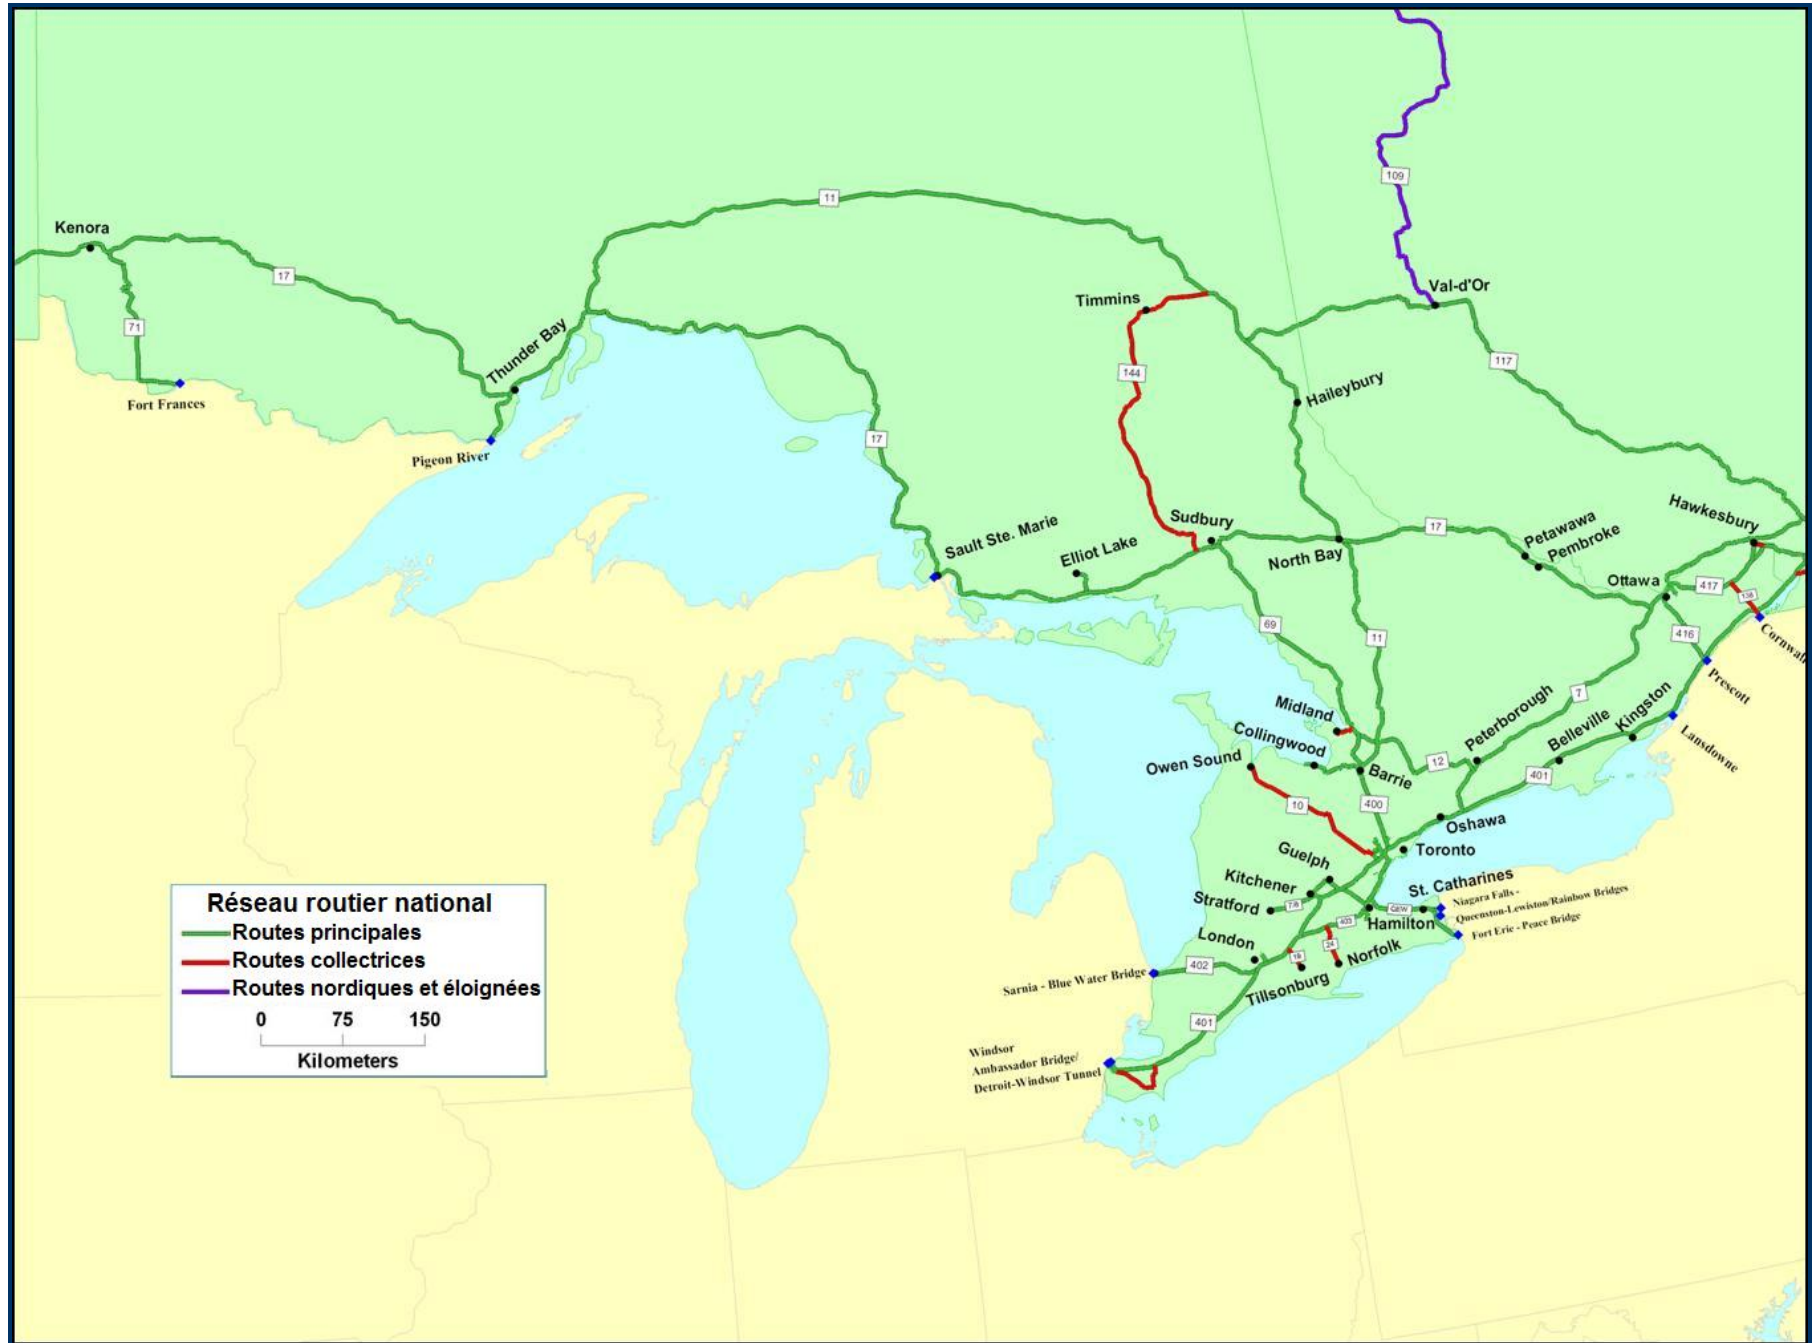 109
11
Kenora
17
Val-d'Or
Timmins
71
Thunder Bay
117
144
Haileybury
Fort Frances
17
Pigeon River
Hawkesbury
Sudbury
17
Petawawa
Sault Ste. Marie
Elliot Lake
North Bay
Pembroke
Ottawa
417
138
69
11
416
Cornwall
Prescott
7
Midland
Peterborough
Kingston
Collingwood
Belleville
Lansdowne
Owen Sound
12
Barrie
401
10
400
Oshawa
Toronto
Guelph
Kitchener
St. Catharines
Niagara Falls -
Queenston-Lewiston/Rainbow Bridges
Stratford
7/8
QEW
403
Hamilton
Fort Erie - Peace Bridge
London
24
19
Norfolk
402
Sarnia - Blue Water Bridge
Tillsonburg
401
Windsor
Ambassador Bridge/
Detroit-Windsor Tunnel
Réseau routier national
Routes principales
Routes collectrices
Routes nordiques et éloignées
0 75 150
Kilometers